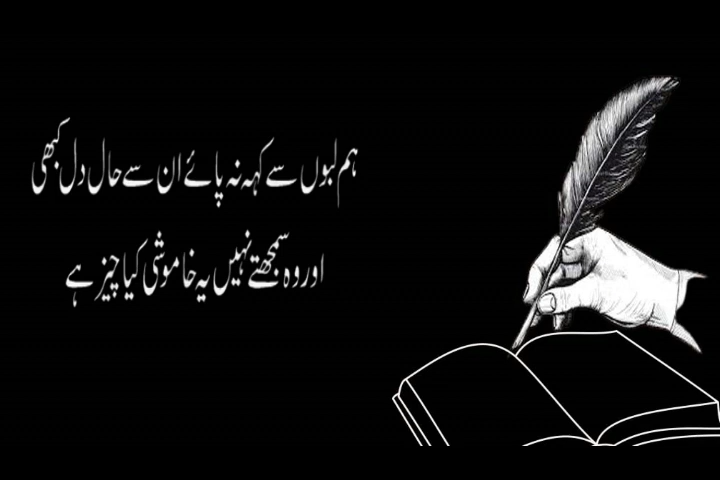 ہم لبوں سے کہہ نہ پائے ان سے حال دل کبھی
اور وہ سمجھتے نہیں یہ خاموشی کیا چیز ہے